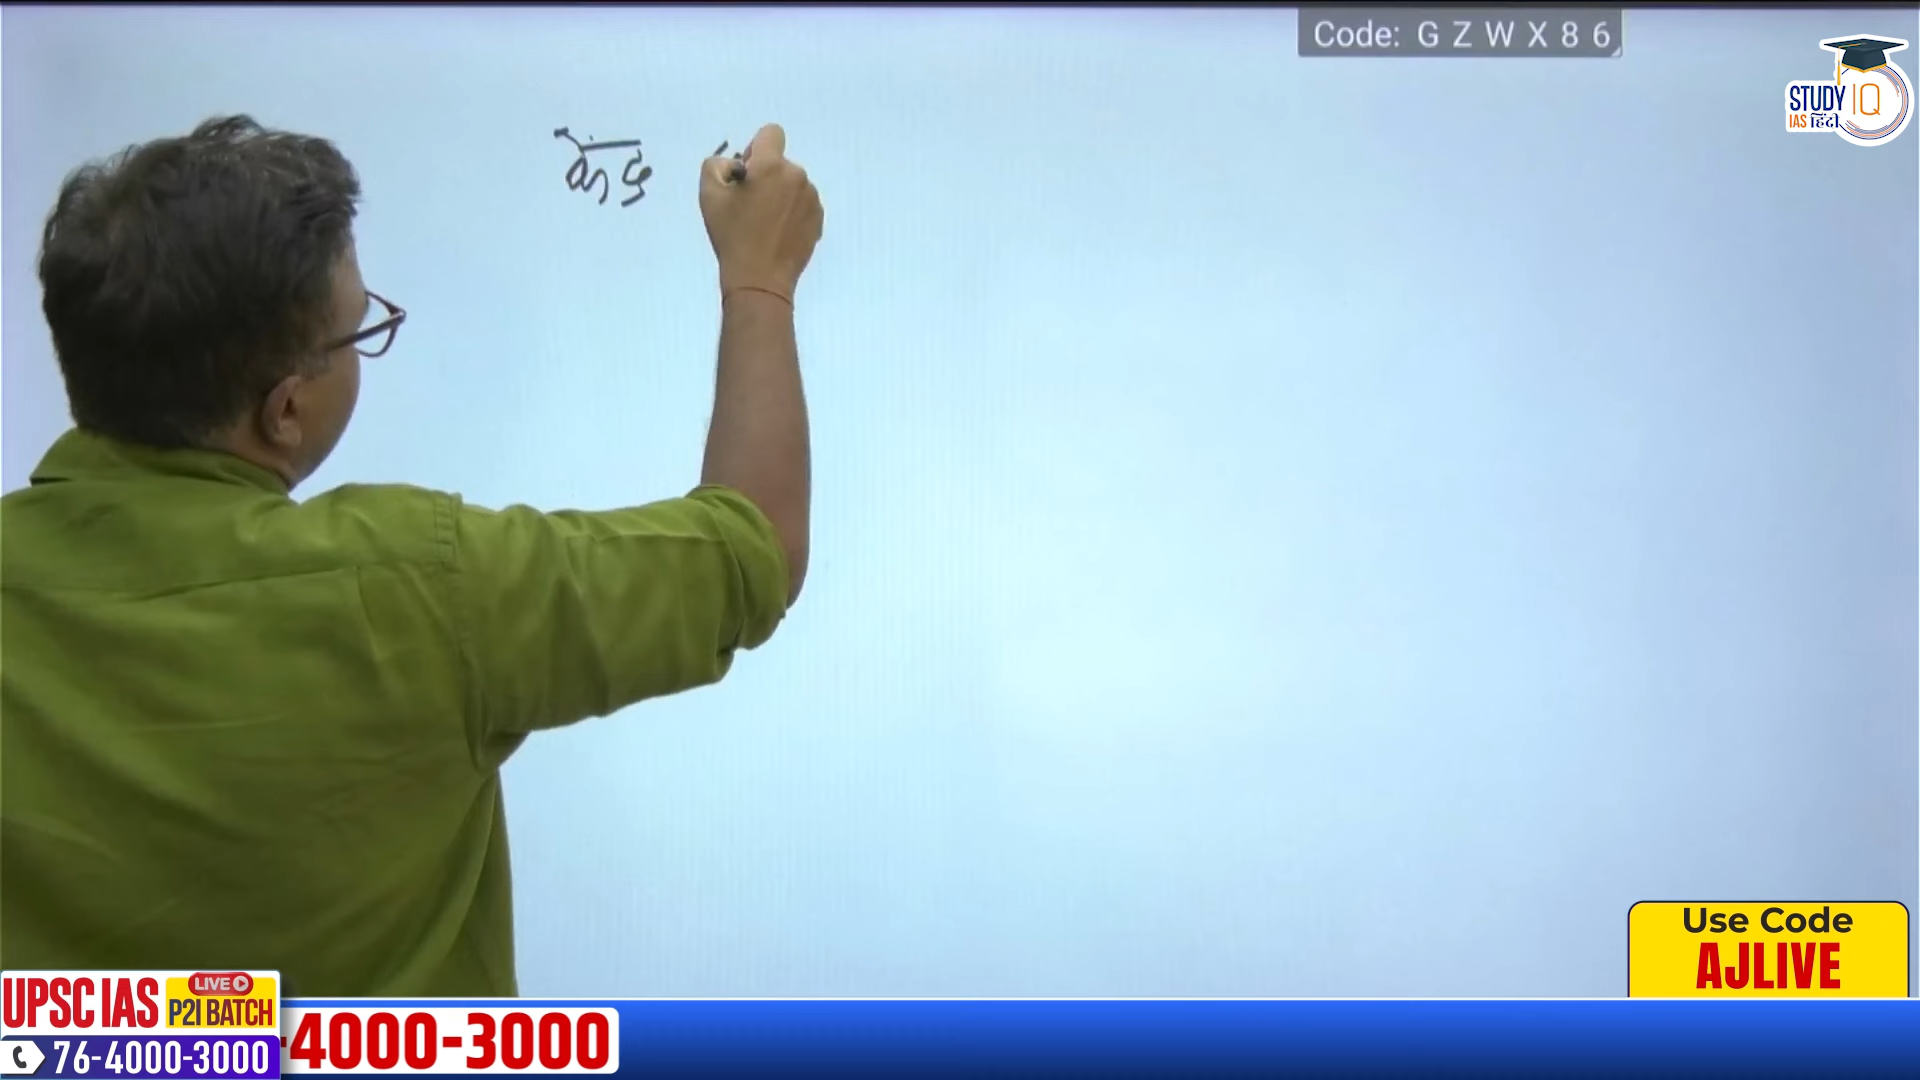 Code: G Z W X 8 6
STUDY IQ
IAS हिंदी
केंद्र
Use Code
AJLIVE
UPSC IAS
LIVE
P2I BATCH
76-4000-3000
-4000-3000